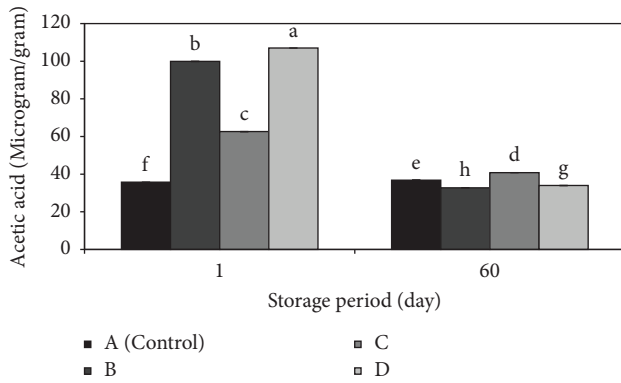 Acetic acid (Microgram/gram)
120
100
80
60
40
20
0
f
b
c
a
e
h
d
g
1
60
Storage period (day)
A (Control)
B
C
D